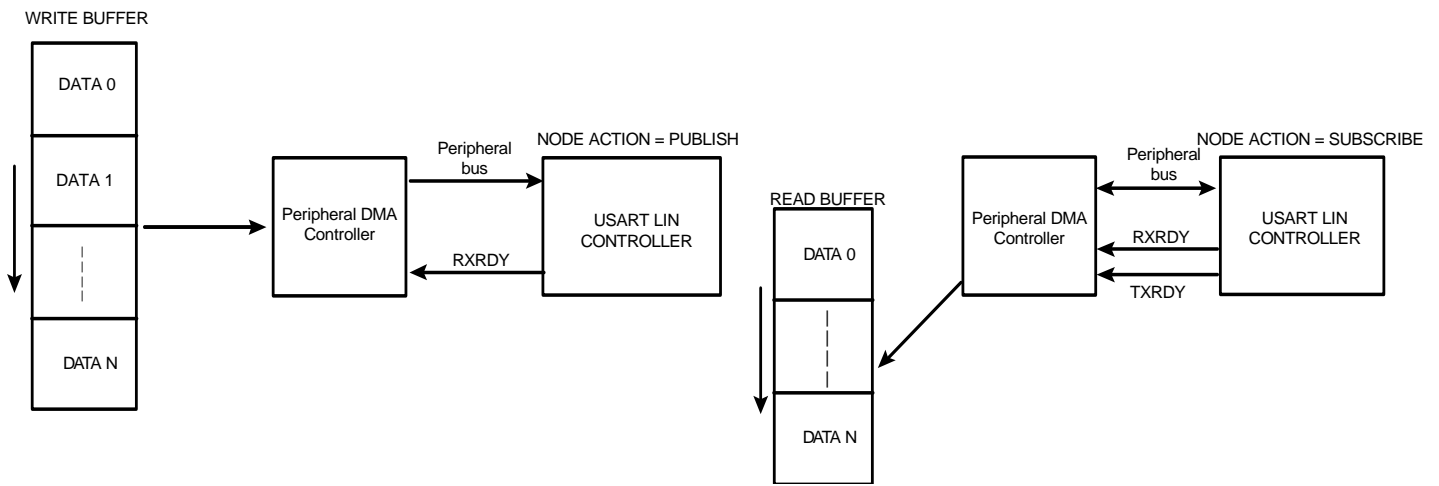 WRITE BUFFER
DATA 0
DATA 1
DATA N
Peripheral DMA
Controller
Peripheral
bus
RXRDY
NODE ACTION = PUBLISH
USART LIN
CONTROLLER
READ BUFFER
DATA 0
DATA N
Peripheral DMA
Controller
Peripheral
bus
RXRDY
TXRDY
NODE ACTION = SUBSCRIBE
USART LIN
CONTROLLER